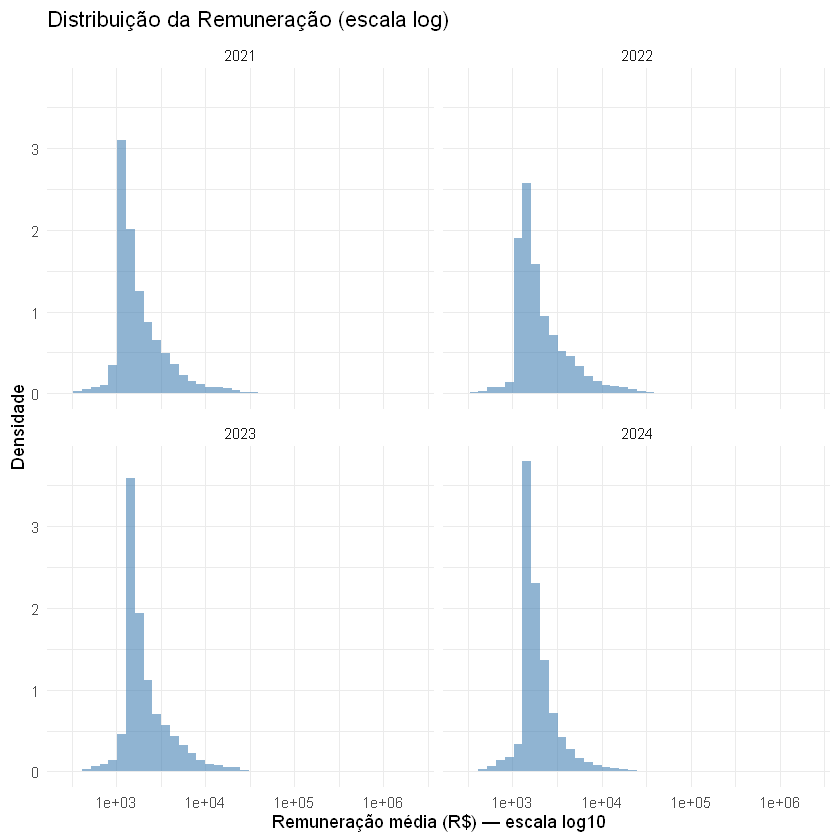 Distribuição da Remuneração (escala log)
2021 2022
3
2
1
0
Densidade
2023 2024
3
2
1
0
1e+03 1e+04 1e+05 1e+06 1e+03 1e+04 1e+05 1e+06
Remuneração média (R$) — escala log10